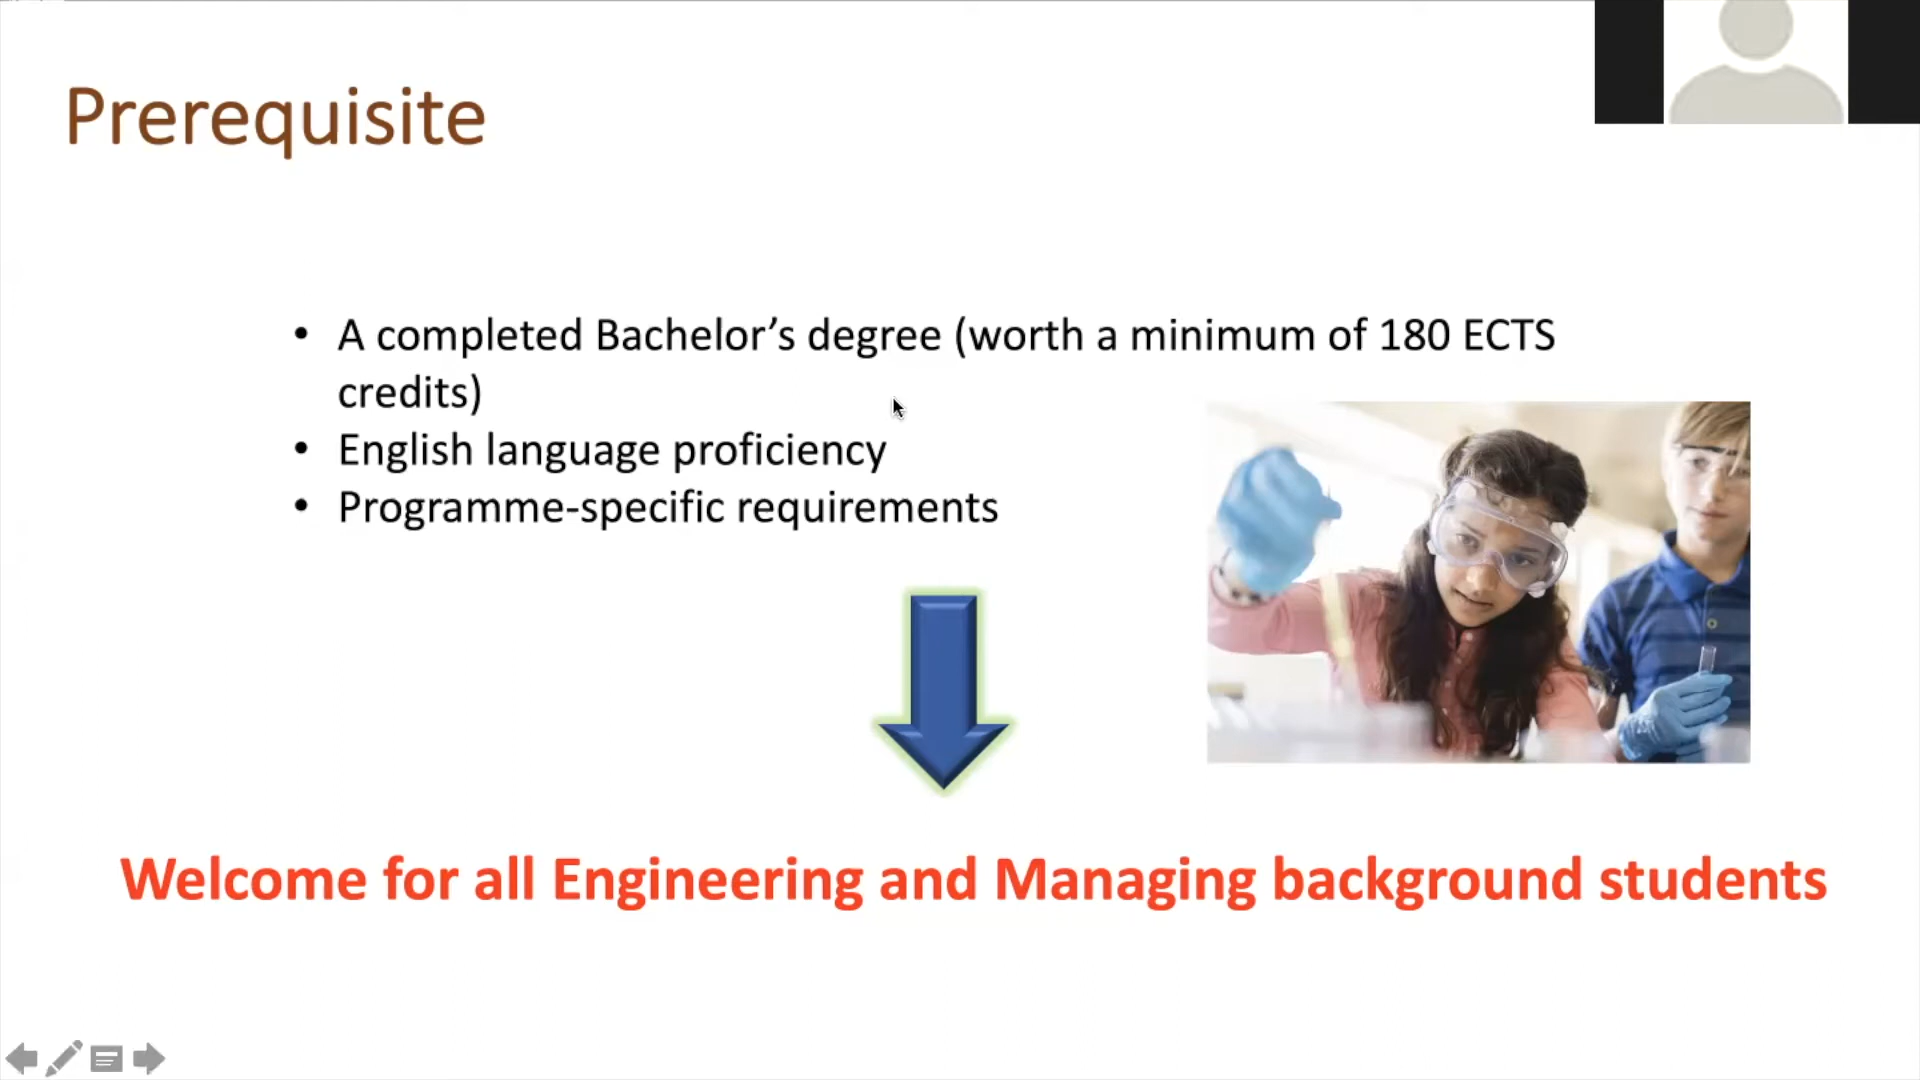 Prerequisite
• A completed Bachelor’s degree (worth a minimum of 180 ECTS
credits)
• English language proficiency
• Programme-specific requirements
Welcome for all Engineering and Managing background students